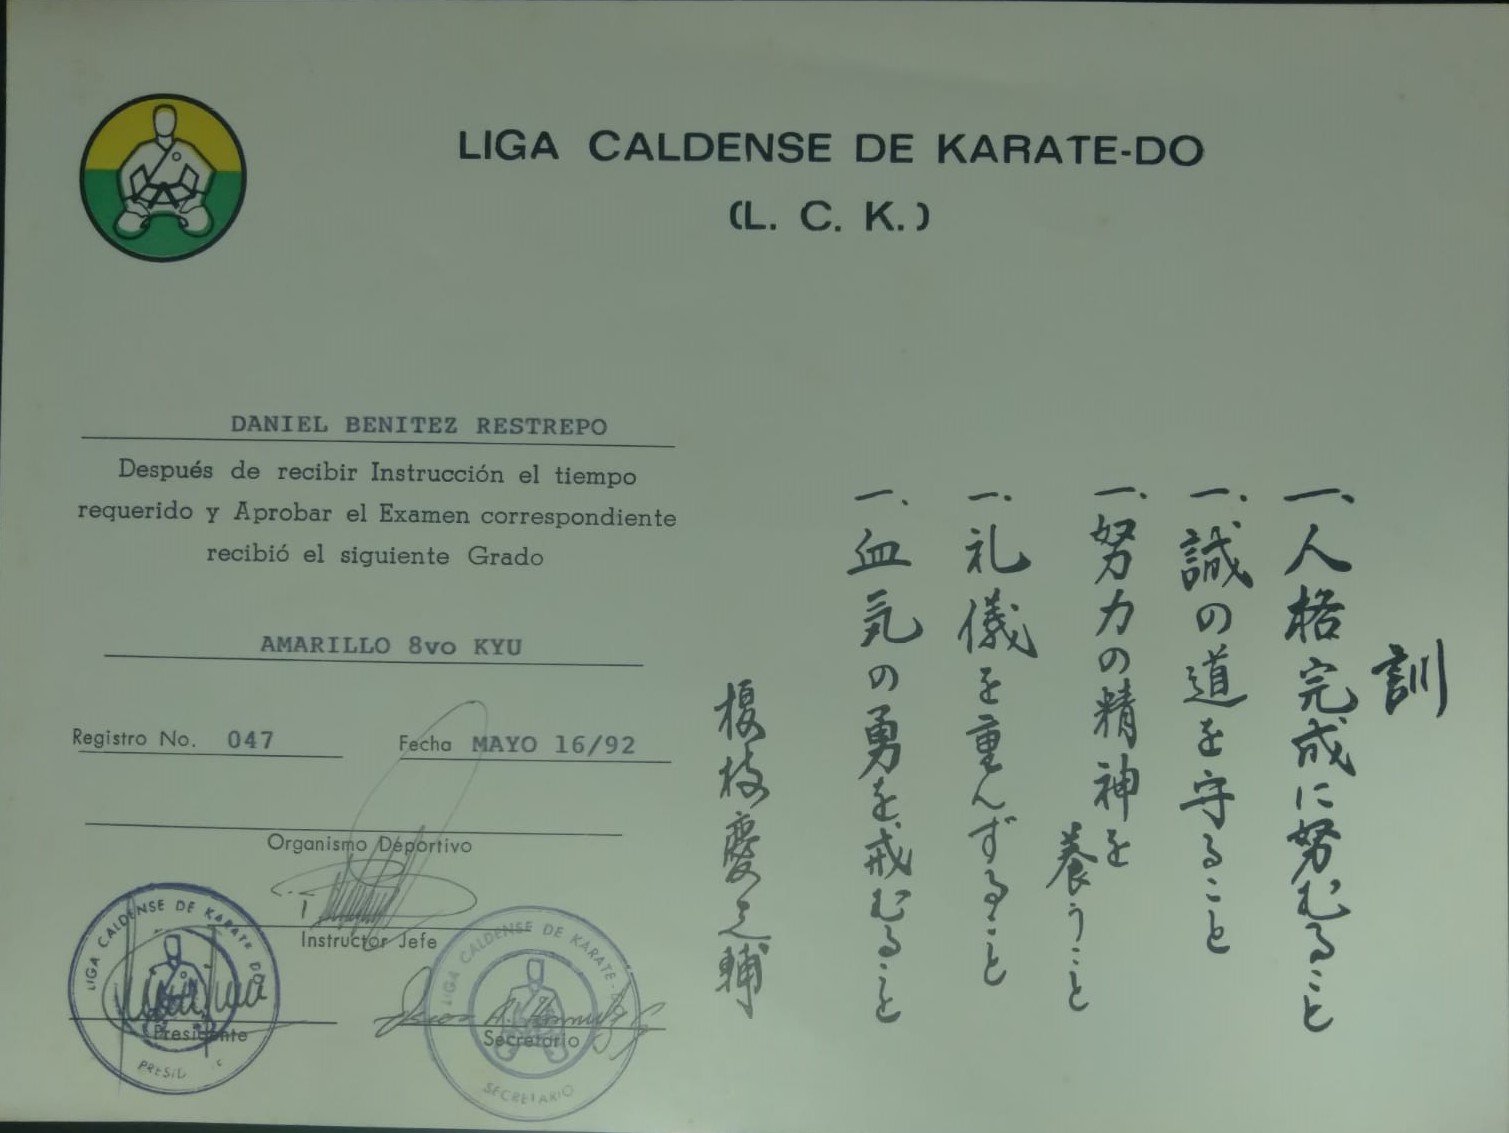 LIGA CALDENSE DE KARATE-DO
(L. C. K.)
DANIEL BENITEZ RESTREPO
Después de recibir Instrucción el tiempo
requerido y Aprobar el Examen correspondiente
recibió el siguiente Grado
AMARILLO 8vo KYU
Registro No. 047
Fecha MAYO 16/92
Organismo Deportivo
Instructor Jefe
LIGA CALDENSE DE KARATE DO
Presidente
LIGA CALDENSE DE KARATE-
Secretario
SECRETARIO
訓
一、人格完成に努むること
一、誠の道を守ること
一、努力の精神を
養うこと
一、礼儀を重んずること
一、血気の勇を戒むること
榎枝慶之輔